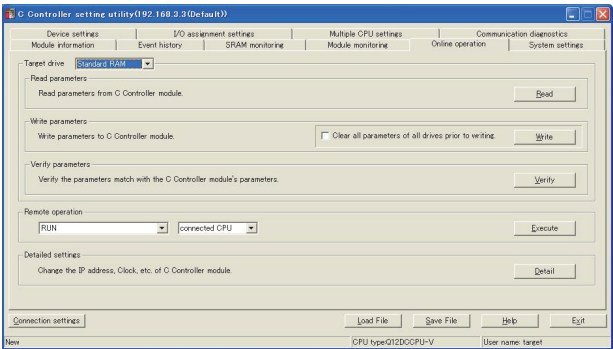 C Controller setting utility(192.168.3.3(Default))
Device settings
I/O assignment settings
Multiple CPU settings
Communication diagnostics
Module information
Event history
SRAM monitoring
Module monitoring
Online operation
System settings
Target drive
Standard RAM
Read parameters
Read parameters from C Controller module.
Read
Write parameters
Write parameters to C Controller module.
Clear all parameters of all drives prior to writing.
Write
Verify parameters
Verify the parameters match with the C Controller module's parameters.
Verify
Remote operation
RUN
connected CPU
Execute
Detailed settings
Change the IP address, Clock, etc. of C Controller module.
Detail
Connection settings
Load File
Save File
Help
Exit
New
CPU type:Q12DCCPU-V
User name: target